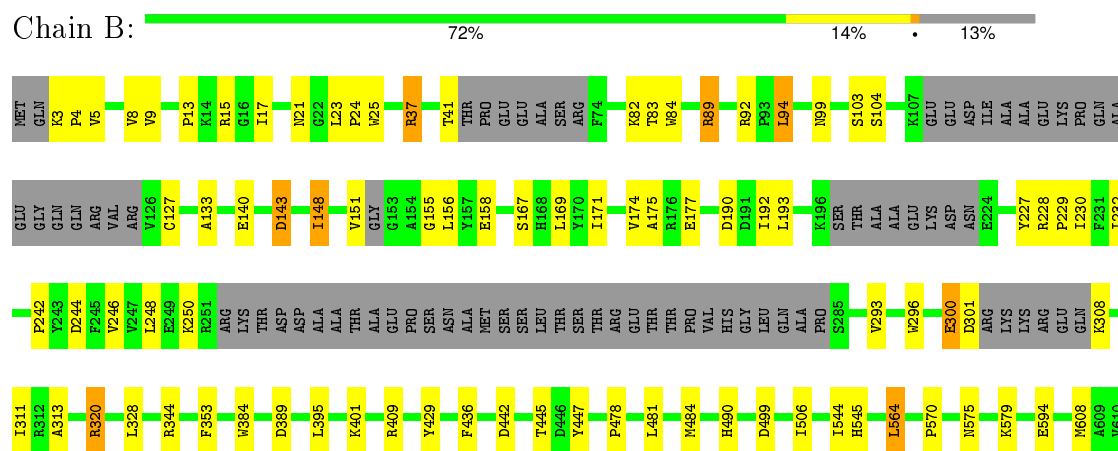 Chain B:
72% 14% • 13%
MET GLN K3 P4 V5 V8 V9 P13 K14 R15 G16 I17 N21 G22 L23 P24 W25 R37 T41 THR PRO GLU GLU ALA SER ARG F74 K82 T83 W84 R89 R92 P93 L94 N99 S103 S104 K107 GLU GLU ASP ILE ALA ALA GLU LYS PRO GLN ALA
GLU GLY GLN GLN ARG VAL ARG V126 C127 A133 E140 D143 I148 V151 GLY G153 A154 G155 L156 Y157 E158 S167 H168 L169 Y170 I171 V174 A175 R176 E177 D190 D191 I192 L193 K196 SER THR ALA ALA GLU LYS ASP ASN E224 Y227 R228 P229 I230 F231
P242 Y243 D244 F245 V246 V247 L248 E249 K250 R251 ARG LYS THR ASP ASP ALA ALA THR ALA GLU PRO SER ASN ALA MET SER SER LEU THR SER THR ARG GLU THR THR PRO VAL HIS GLY LEU GLN ALA PRO S285 V293 W296 E300 D301 ARG LYS LYS ARG GLU GLN K308
I311 R312 A313 R320 L328 R344 F353 W384 D389 L395 K401 R409 Y429 F436 D442 T445 D446 Y447 P478 L481 M484 H490 D499 I506 I544 H545 L564 P570 N575 K579 E594 M608 A609